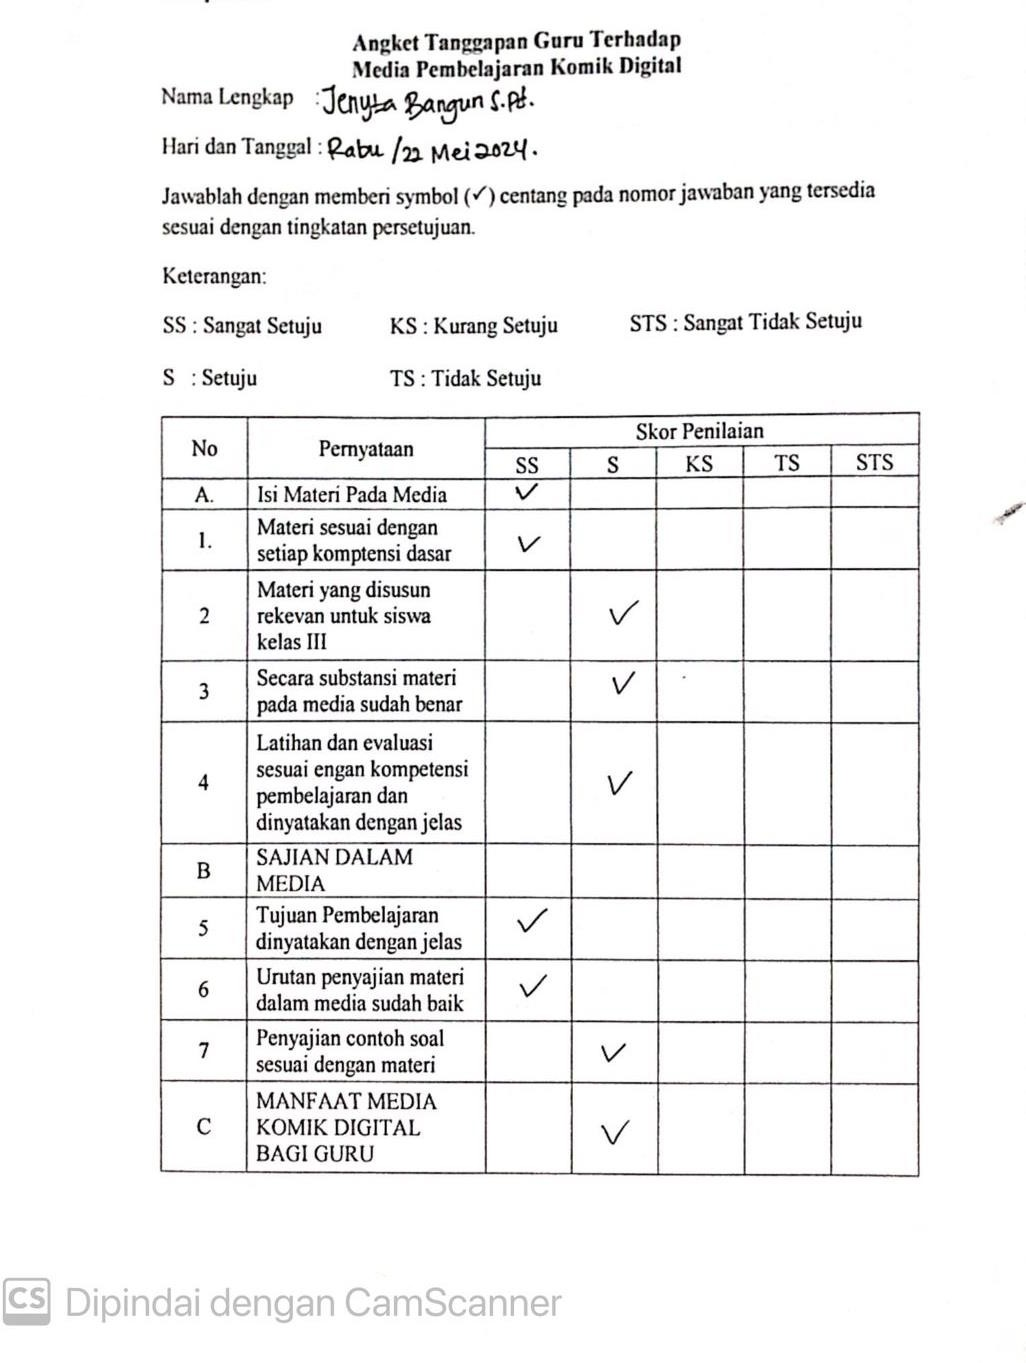 Angket Tanggapan Guru Terhadap
Media Pembelajaran Komik Digital
Nama Lengkap : Jenyta Bangun S.Pd.
Hari dan Tanggal : Rabu /22 Mei 2024.
Jawablah dengan memberi symbol (✓) centang pada nomor jawaban yang tersedia
sesuai dengan tingkatan persetujuan.
Keterangan:
SS : Sangat Setuju KS : Kurang Setuju STS : Sangat Tidak Setuju
S : Setuju TS : Tidak Setuju
No Pernyataan Skor Penilaian
SS S KS TS STS
A. Isi Materi Pada Media ✓
1. Materi sesuai dengan
setiap komptensi dasar ✓
Materi yang disusun
2 rekevan untuk siswa ✓
kelas III
3 Secara substansi materi ✓
pada media sudah benar
Latihan dan evaluasi
4 sesuai engan kompetensi ✓
pembelajaran dan
dinyatakan dengan jelas
B SAJIAN DALAM
MEDIA
5 Tujuan Pembelajaran ✓
dinyatakan dengan jelas
6 Urutan penyajian materi ✓
dalam media sudah baik
7 Penyajian contoh soal ✓
sesuai dengan materi
MANFAAT MEDIA
C KOMIK DIGITAL ✓
BAGI GURU
CS Dipindai dengan CamScanner